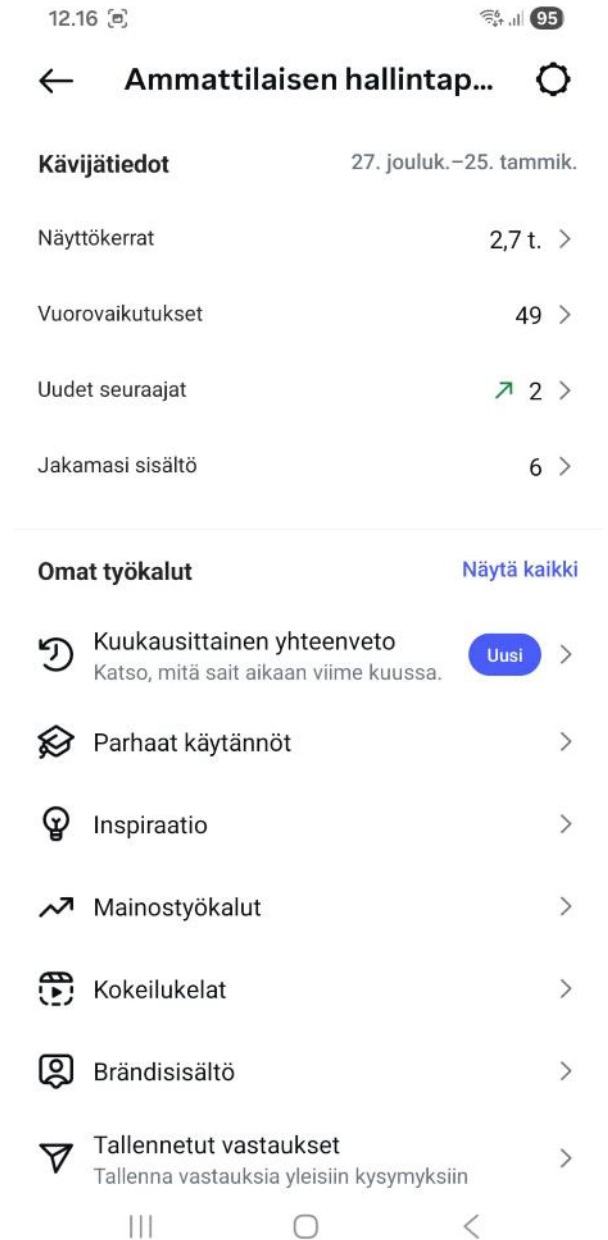 12.16 95
Ammattilaisen hallintap...
Kävijätiedot 27. jouluk.–25. tammik.
Näyttökerrat 2,7 t.
Vuorovaikutukset 49
Uudet seuraajat 2
Jakamasi sisältö 6
Omat työkalut Näytä kaikki
Kuukausittainen yhteenveto Uusi
Katso, mitä sait aikaan viime kuussa.
Parhaat käytännöt
Inspiraatio
Mainostyökalut
Kokeilukelat
Brändisisältö
Tallennetut vastaukset
Tallenna vastauksia yleisiin kysymyksiin